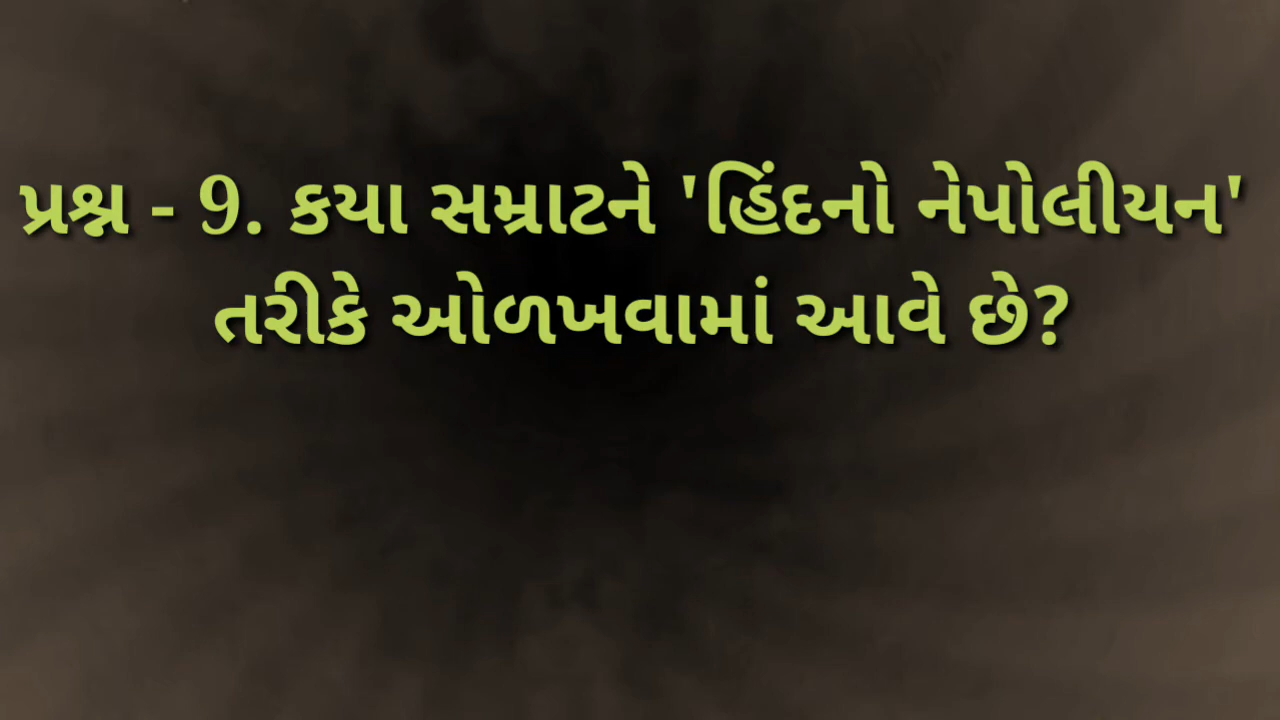 પ્રશ્ન - 9. કયા સમ્રાટને 'હિંદનો નેપોલીયન'
તરીકે ઓળખવામાં આવે છે?